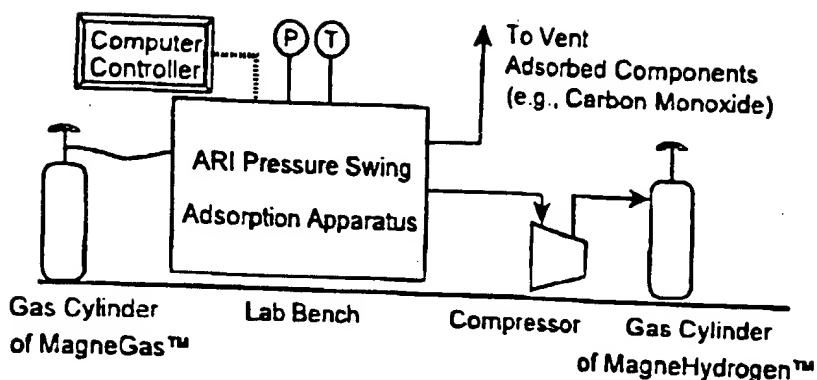 Computer
Controller
P
T
To Vent
Adsorbed Components
(e.g., Carbon Monoxide)
ARI Pressure Swing
Adsorption Apparatus
Gas Cylinder
of MagneGas™
Lab Bench
Compressor
Gas Cylinder
of MagneHydrogen™